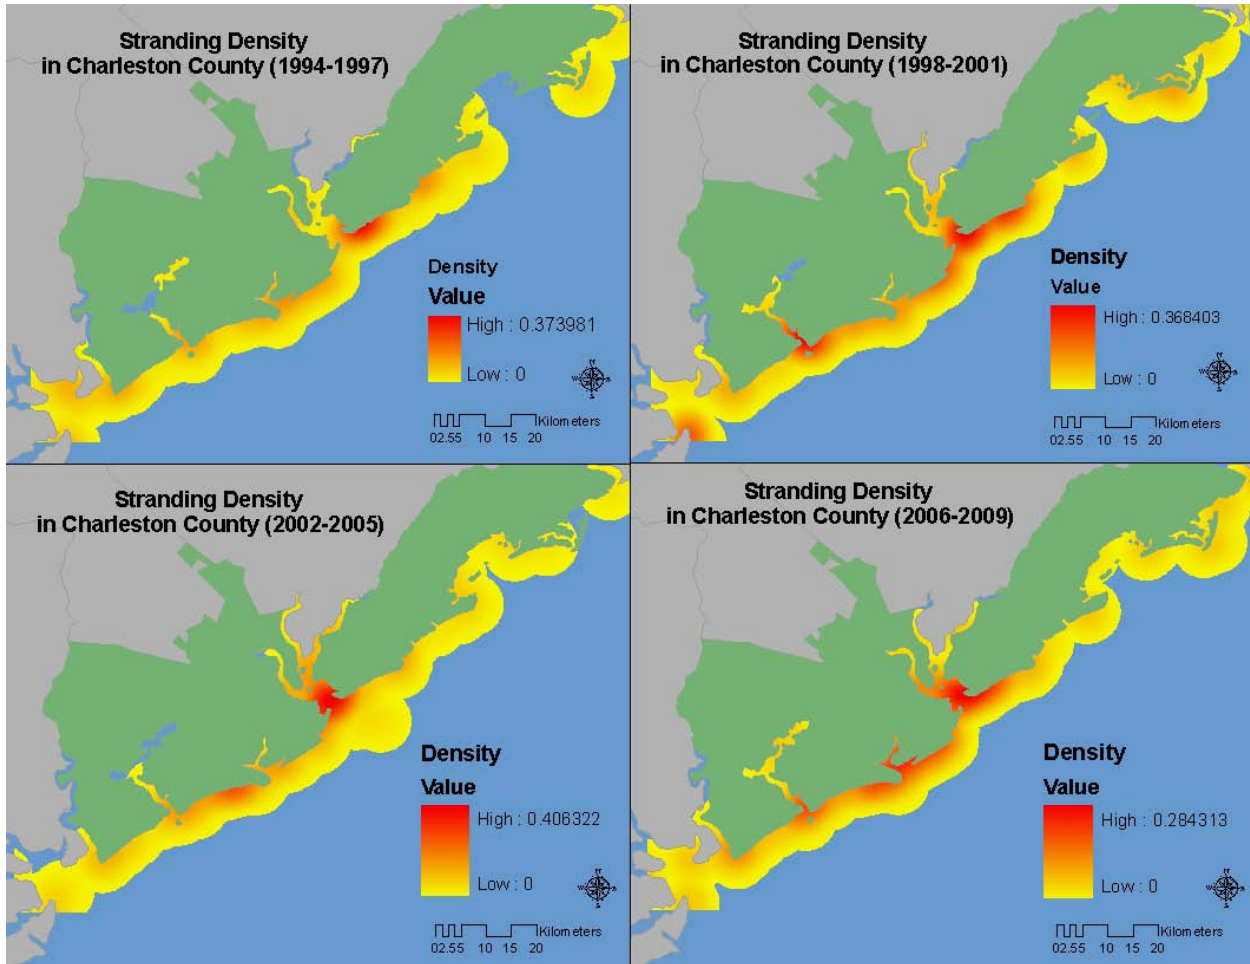 Stranding Density
in Charleston County (1994-1997)
Density
Value
High : 0.373981
Low : 0
Kilometers
02.55 10 15 20
Stranding Density
in Charleston County (1998-2001)
Density
Value
High : 0.368403
Low : 0
Kilometers
02.55 10 15 20
Stranding Density
in Charleston County (2002-2005)
Density
Value
High : 0.406322
Low : 0
Kilometers
02.55 10 15 20
Stranding Density
in Charleston County (2006-2009)
Density
Value
High : 0.284313
Low : 0
Kilometers
02.55 10 15 20